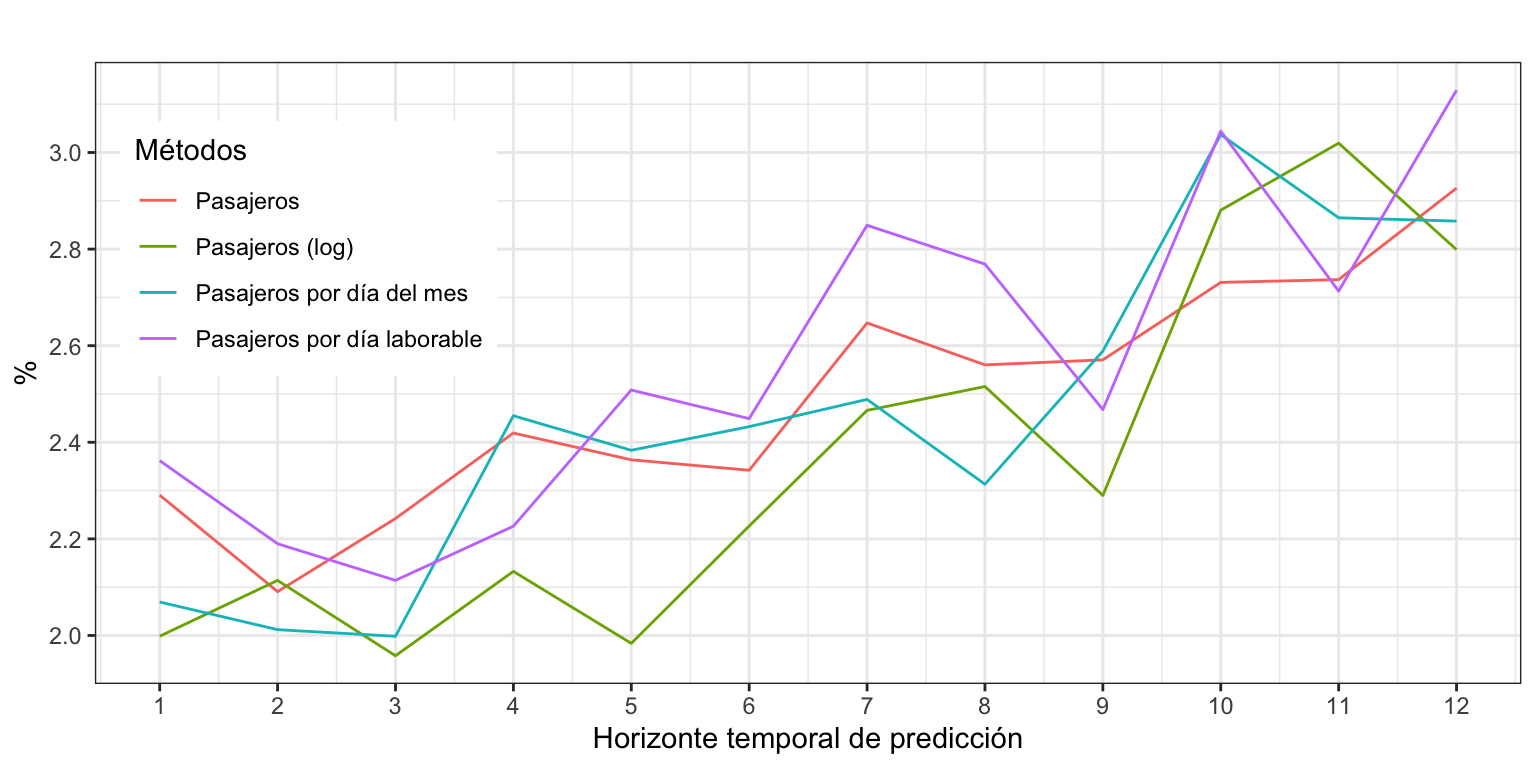 Métodos
Pasajeros
Pasajeros (log)
Pasajeros por día del mes
Pasajeros por día laborable
%
3.0
2.8
2.6
2.4
2.2
2.0
1 2 3 4 5 6 7 8 9 10 11 12
Horizonte temporal de predicción